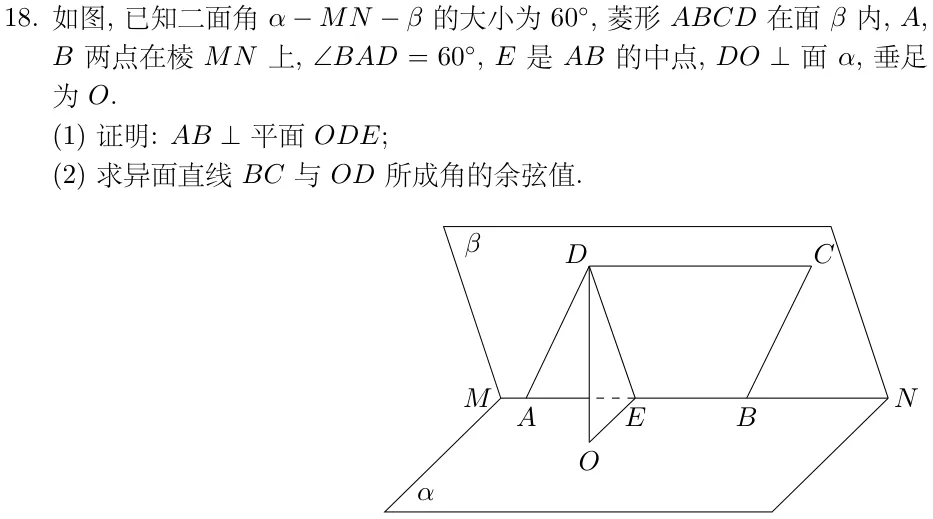 18. 如图, 已知二面角 α − MN − β 的大小为 60°, 菱形 ABCD 在面 β 内, A,
B 两点在棱 MN 上, ∠BAD = 60°, E 是 AB 的中点, DO ⊥ 面 α, 垂足
为 O.
(1) 证明: AB ⊥ 平面 ODE;
(2) 求异面直线 BC 与 OD 所成角的余弦值.
β
D C
M A E B N
O
α